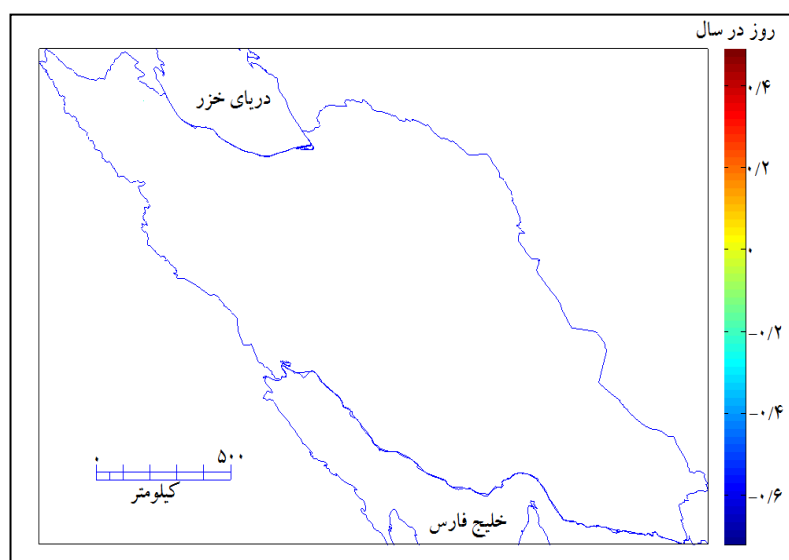 روز در سال
۰/۴
۰/۲
۰
-۰/۲
-۰/۴
-۰/۶
دریای خزر
۰ ۵۰۰
کیلومتر
خلیج فارس